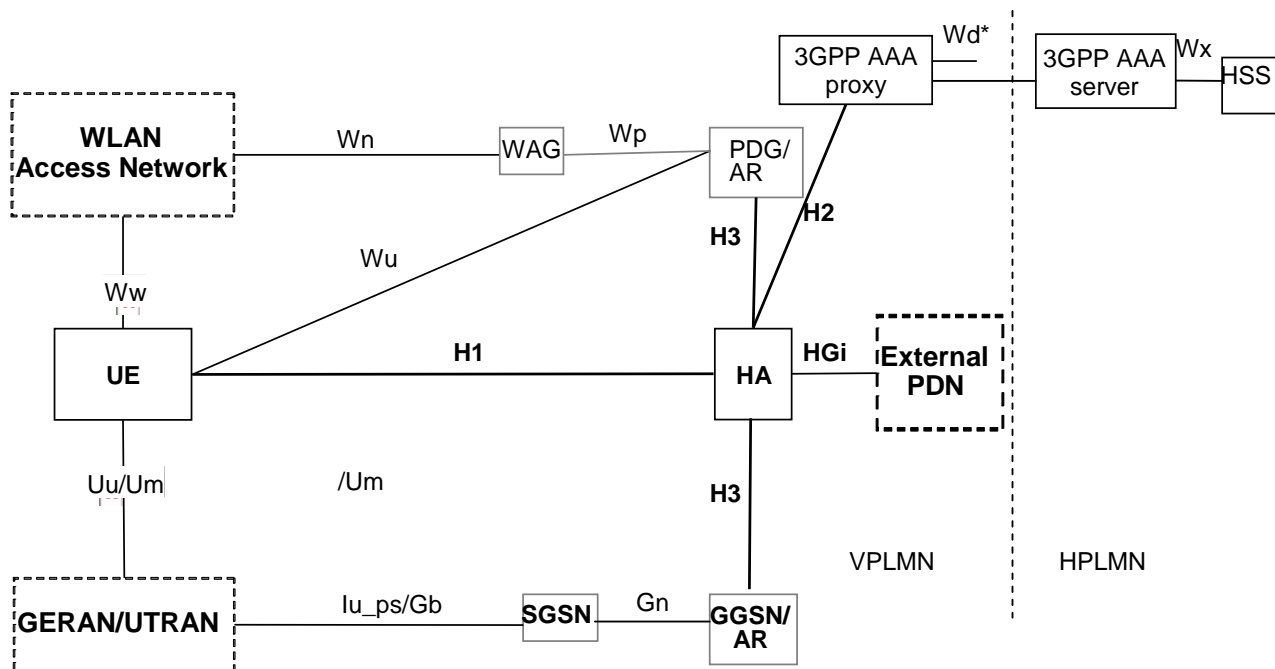 Wd*
3GPP AAA
proxy
3GPP AAA
server
Wx
HSS
WLAN
Access Network
Wn
WAG
Wp
PDG/
AR
H2
H3
Wu
Ww
UE
H1
HA
HGi
External
PDN
Uu/Um
/Um
H3
VPLMN
HPLMN
GERAN/UTRAN
Iu_ps/Gb
SGSN
Gn
GGSN/
AR